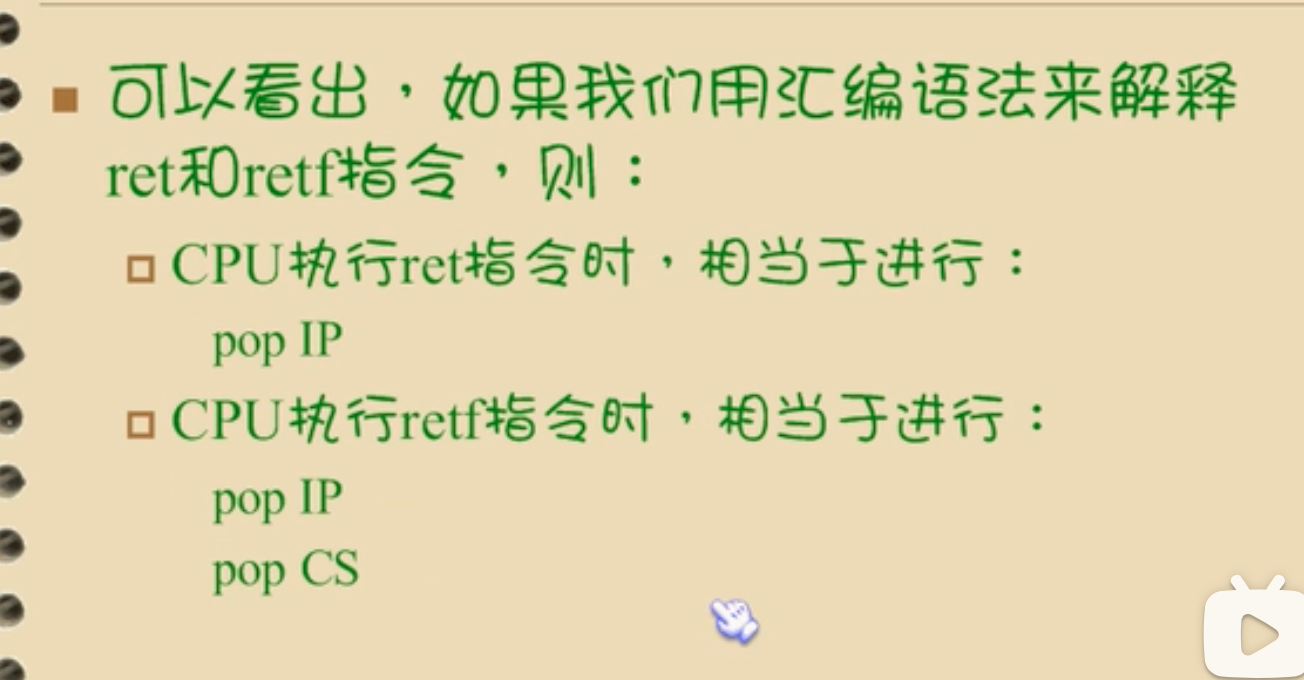 可以看出，如果我们用汇编语法来解释
ret和retf指令，则：
CPU执行ret指令时，相当于进行：
pop IP
CPU执行retf指令时，相当于进行：
pop IP
pop CS